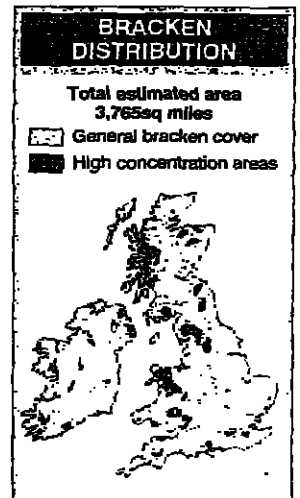 BRACKEN
DISTRIBUTION
Total estimated area
3,765sq miles
General bracken cover
High concentration areas